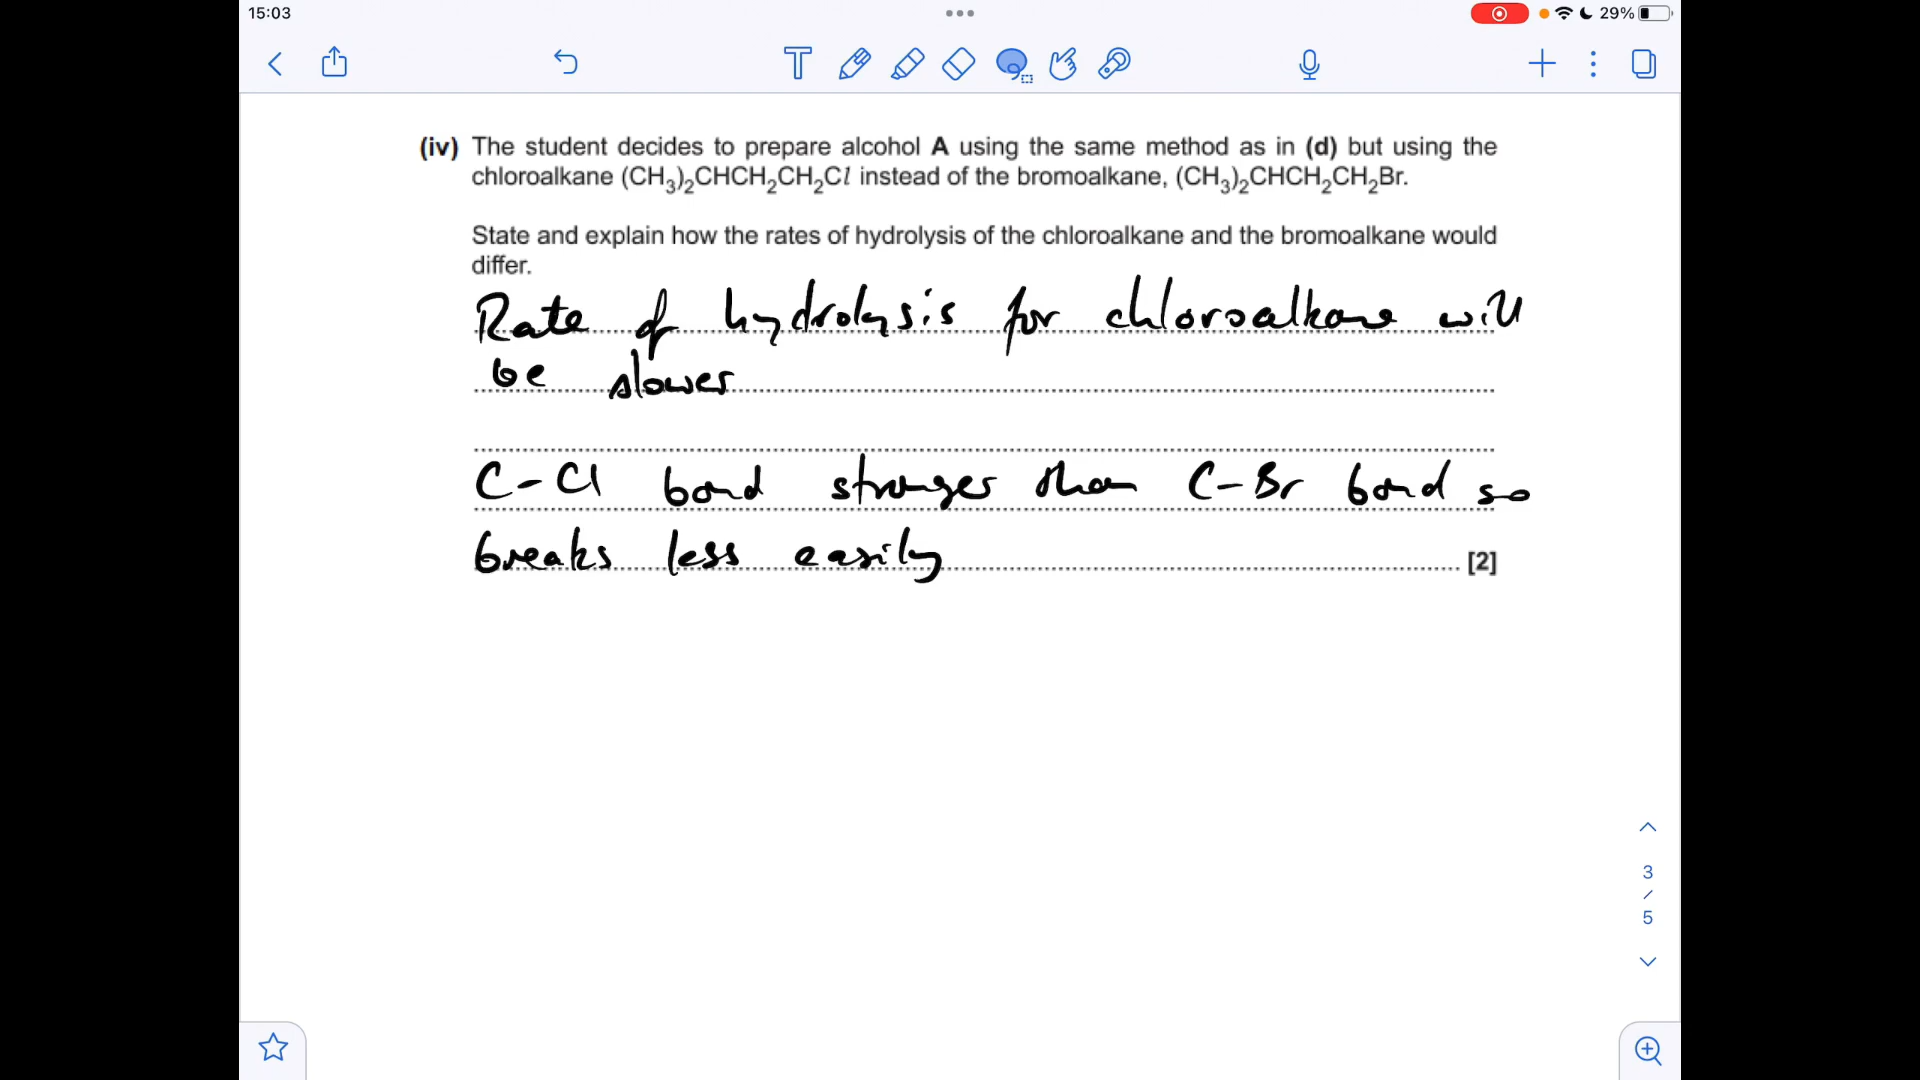 15:03
29%
(iv) The student decides to prepare alcohol A using the same method as in (d) but using the
chloroalkane (CH₃)₂CHCH₂CH₂Cl instead of the bromoalkane, (CH₃)₂CHCH₂CH₂Br.
State and explain how the rates of hydrolysis of the chloroalkane and the bromoalkane would
differ.
Rate of hydrolysis for chloroalkane will
be slower
C-Cl bond stronger than C-Br bond so
breaks less easily
[2]
3
/
5